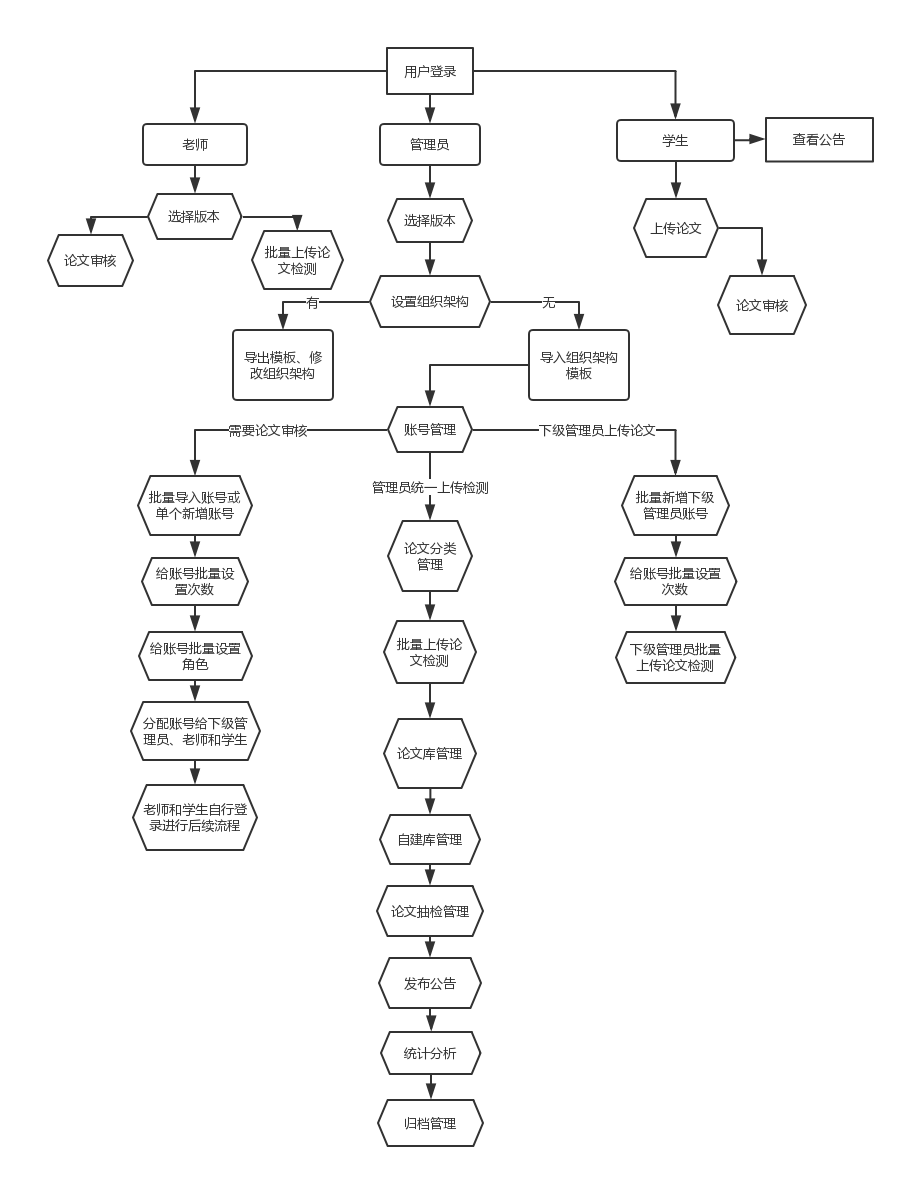 用户登录
老师
管理员
学生
查看公告
选择版本
选择版本
上传论文
论文审核
批量上传论
文检测
论文审核
设置组织架构
有
无
导出模板、修
改组织架构
导入组织架构
模板
账号管理
需要论文审核
下级管理员上传论文
管理员统一上传检测
批量导入账号或
单个新增账号
论文分类
管理
批量新增下级
管理员账号
给账号批量设
置次数
给账号批量设置
次数
给账号批量设置
角色
批量上传论
文检测
下级管理员批量
上传论文检测
分配账号给下级管
理员、老师和学生
论文库管理
老师和学生自行登
录进行后续流程
自建库管理
论文抽检管理
发布公告
统计分析
归档管理